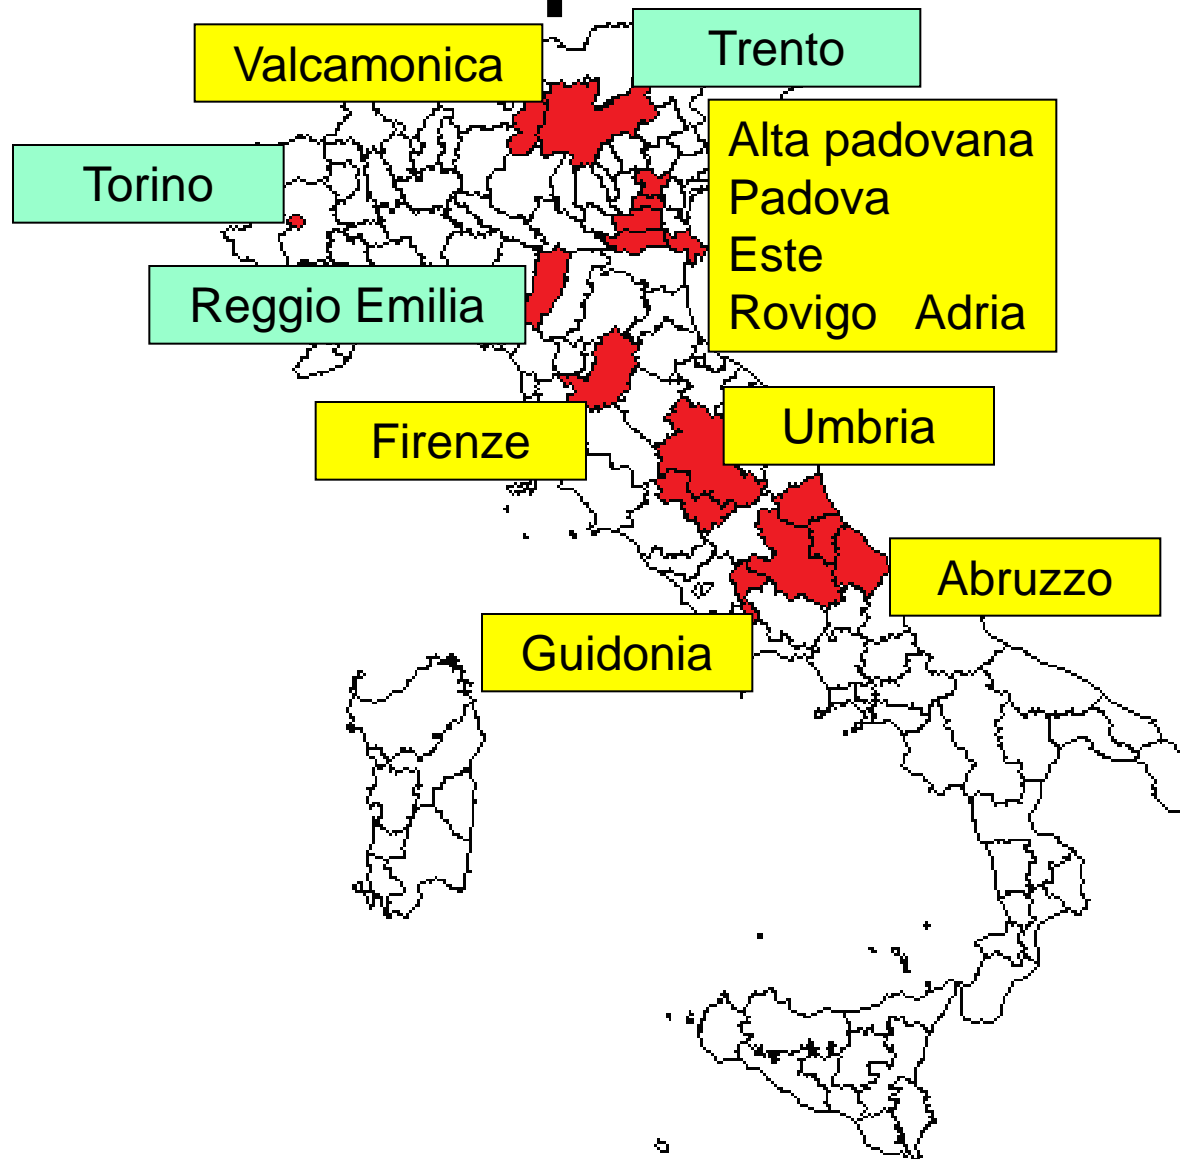 Trento
Valcamonica
Alta padovana
Padova
Este
Rovigo Adria
Torino
Reggio Emilia
Umbria
Firenze
Abruzzo
Guidonia